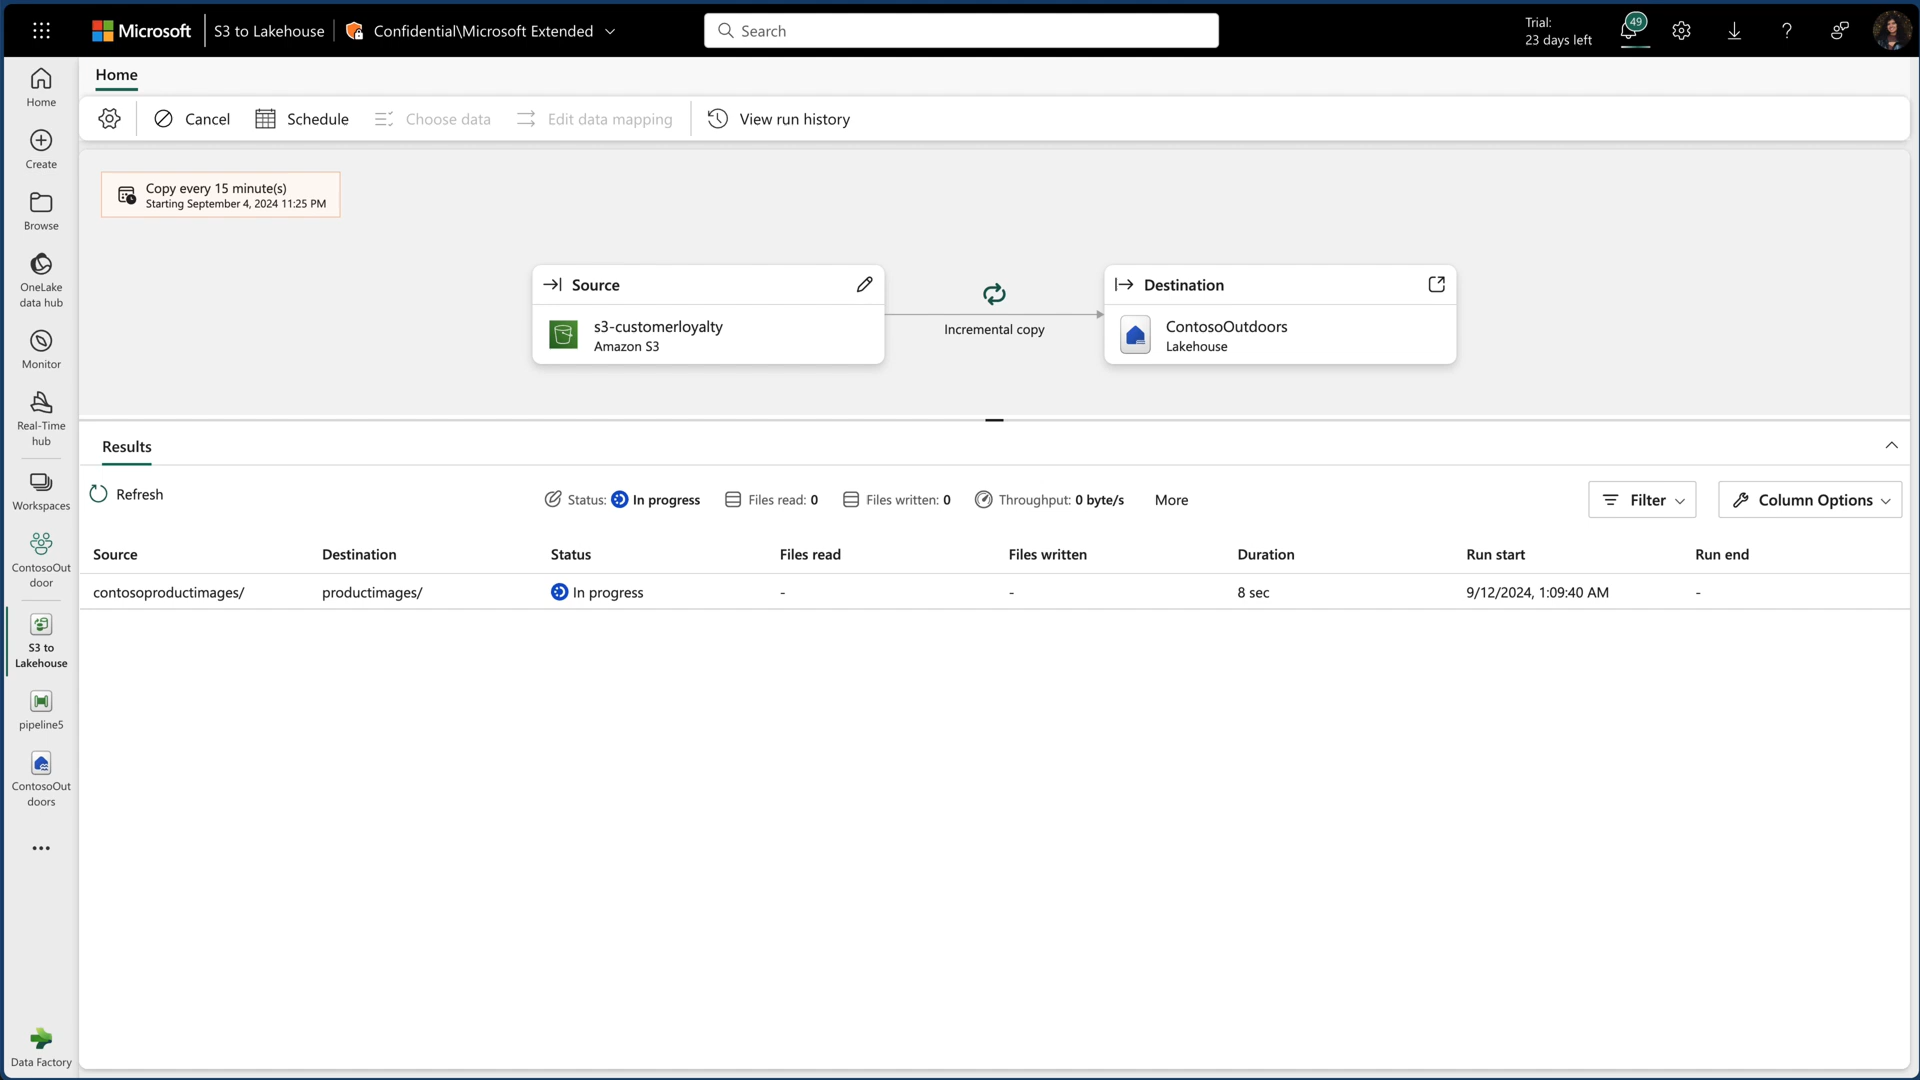 Microsoft
S3 to Lakehouse
Confidential\Microsoft Extended
Search
Trial:
23 days left
49
Home
Create
Browse
OneLake
data hub
Monitor
Real-Time
hub
Workspaces
ContosoOut
door
S3 to
Lakehouse
pipeline5
ContosoOut
doors
Data Factory
Home
Cancel
Schedule
Choose data
Edit data mapping
View run history
Copy every 15 minute(s)
Starting September 4, 2024 11:25 PM
Source
s3-customerloyalty
Amazon S3
Incremental copy
Destination
ContosoOutdoors
Lakehouse
Results
Refresh
Status: In progress
Files read: 0
Files written: 0
Throughput: 0 byte/s
More
Filter
Column Options
Source Destination Status Files read Files written Duration Run start Run end
contosoproductimages/ productimages/ In progress - - 8 sec 9/12/2024, 1:09:40 AM -